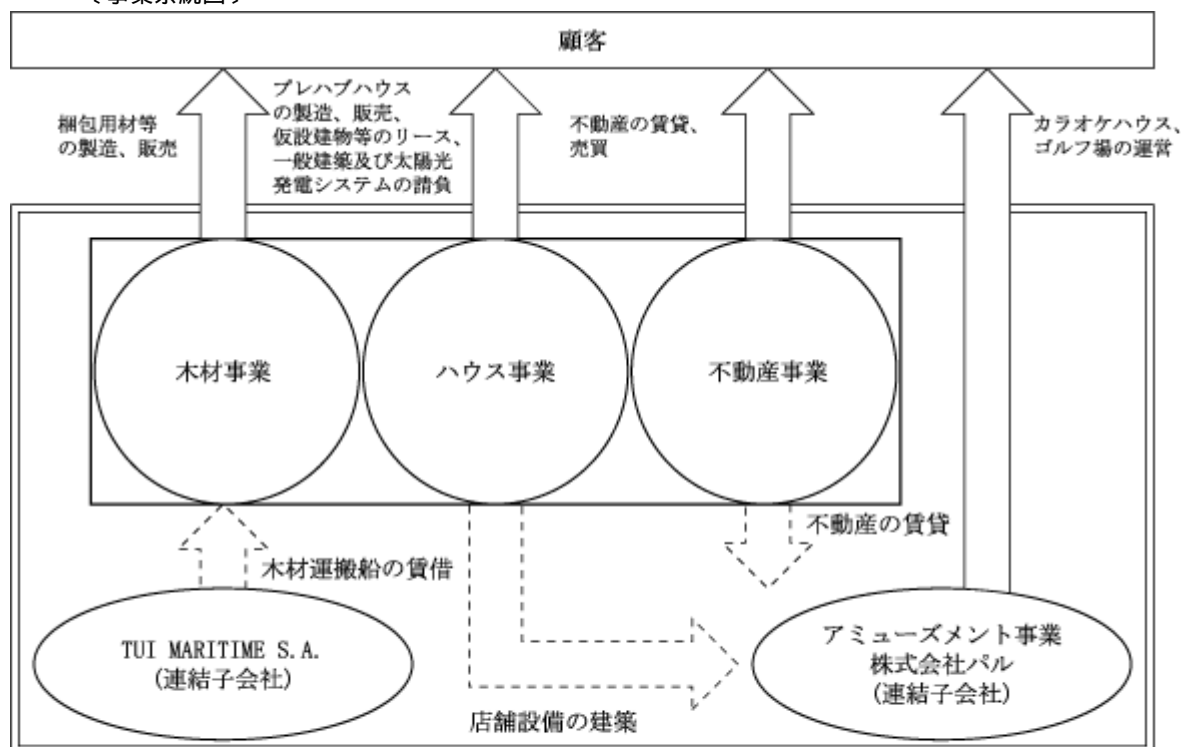 〈事業系統図〉
顧客
梱包用材等
の製造、販売
プレハブハウス
の製造、販売、
仮設建物等のリース、
一般建築及び太陽光
発電システムの請負
不動産の賃貸、
売買
カラオケハウス、
ゴルフ場の運営
木材事業
ハウス事業
不動産事業
木材運搬船の賃借
不動産の賃貸
TUI MARITIME S.A.
(連結子会社)
アミューズメント事業
株式会社パル
(連結子会社)
店舗設備の建築